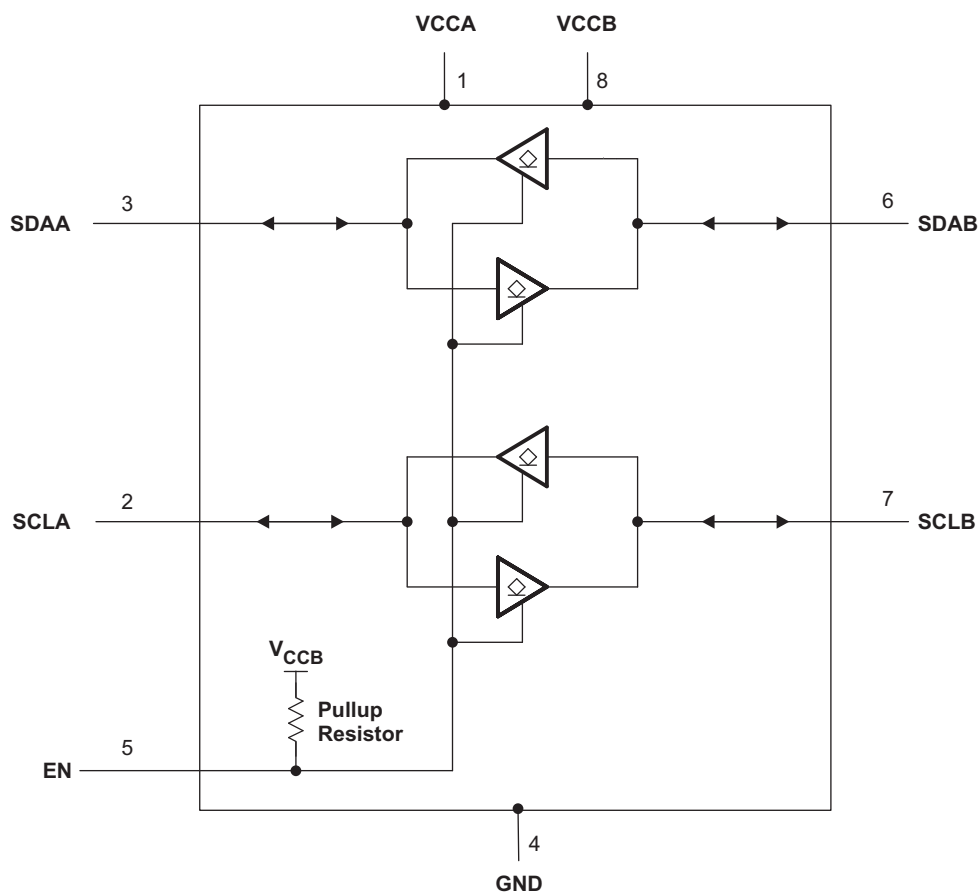 VCCA
VCCB
1
8
3
SDAA
6
SDAB
2
SCLA
7
SCLB
VCCB
Pullup
Resistor
5
EN
4
GND